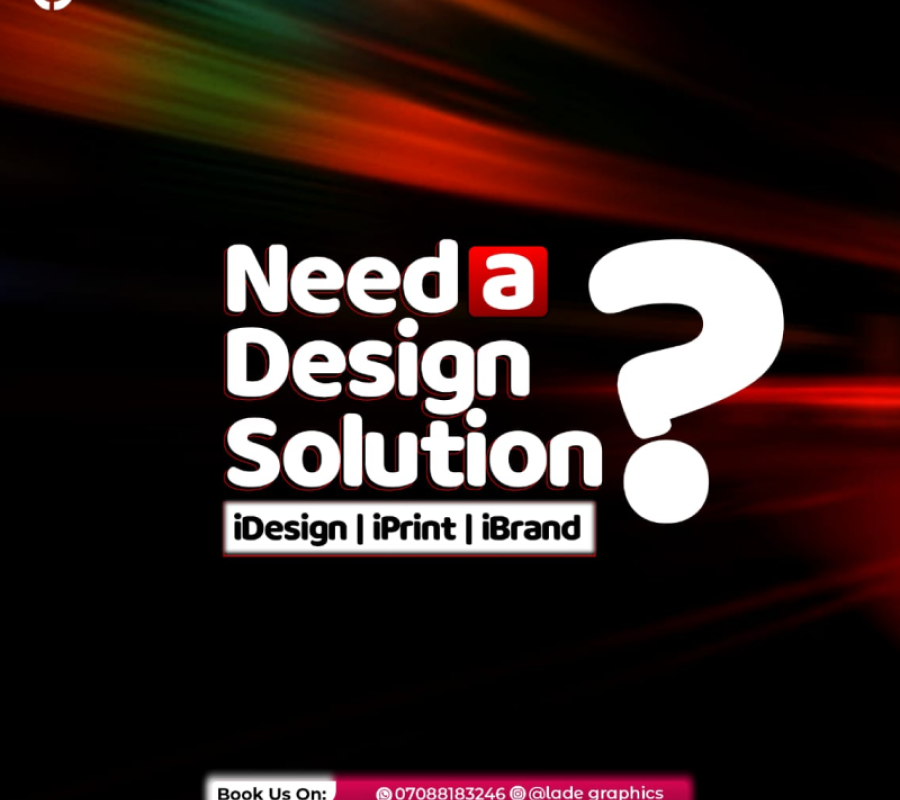 Need a
Design
Solution?
iDesign | iPrint | iBrand
Book Us On: 07088183246 @lade graphics